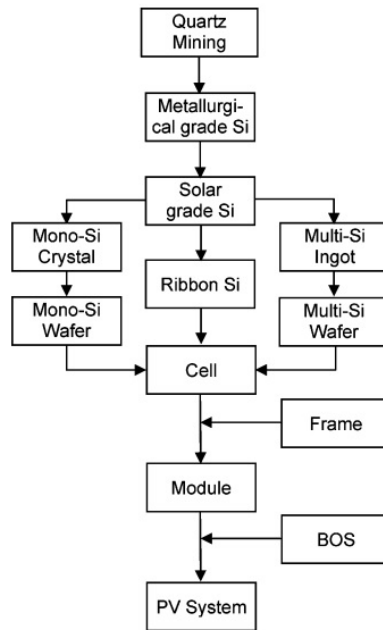 Quartz
Mining
Metallurgi-
cal grade Si
Solar
grade Si
Mono-Si
Crystal
Ribbon Si
Multi-Si
Ingot
Mono-Si
Wafer
Multi-Si
Wafer
Cell
Frame
Module
BOS
PV System